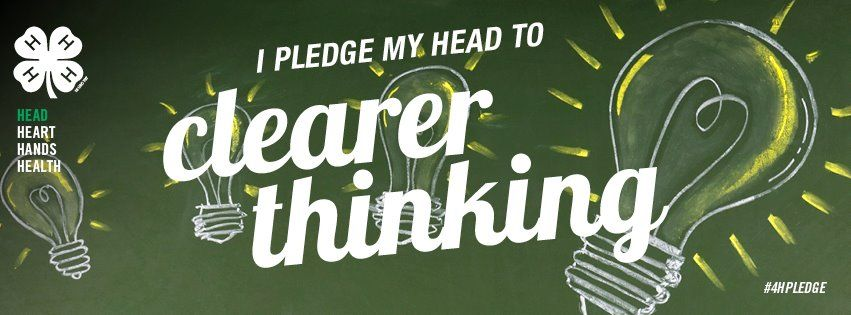 H H
H H
HEAD
HEART
HANDS
HEALTH
I PLEDGE MY HEAD TO
clearer
thinking
#4HPLEDGE